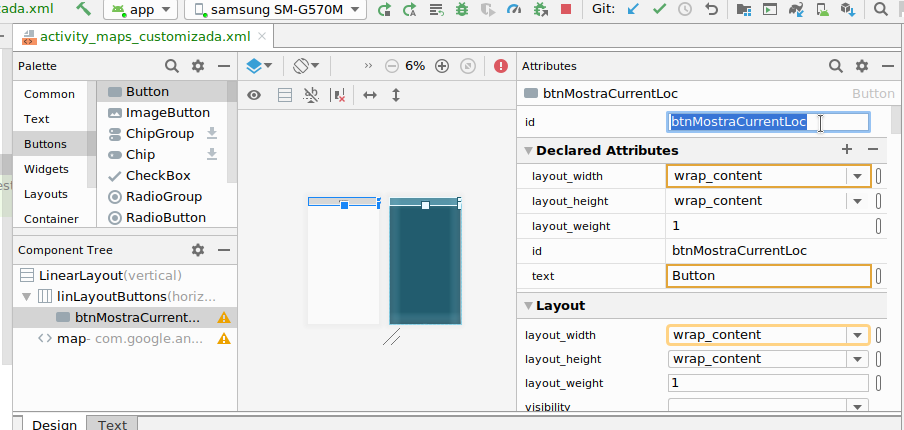 zada.xml app samsung SM-G570M Git:
activity_maps_customizada.xml
Palette
Common
Text
Buttons
Widgets
Layouts
Container
Button
ImageButton
ChipGroup
Chip
CheckBox
RadioGroup
RadioButton
Component Tree
LinearLayout(vertical)
linLayoutButtons(horiz...
btnMostraCurrent...
map- com.google.an...
>> 6%
Attributes
btnMostraCurrentLoc Button
id btnMostraCurrentLoc
Declared Attributes
layout_width wrap_content
layout_height wrap_content
layout_weight 1
id btnMostraCurrentLoc
text Button
Layout
layout_width wrap_content
layout_height wrap_content
layout_weight 1
visibility
Design Text